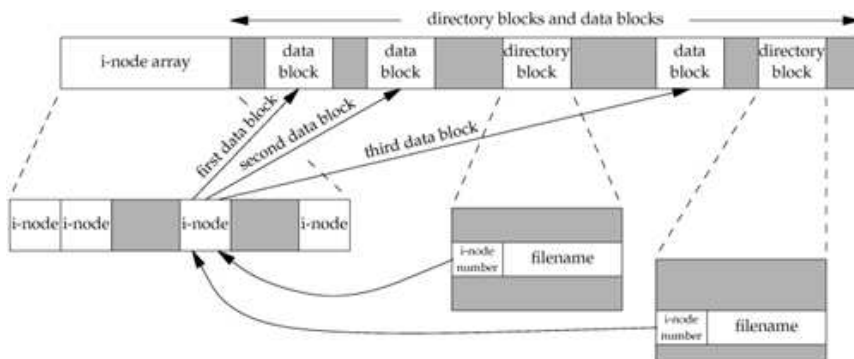 directory blocks and data blocks
i-node array
data
block
data
block
directory
block
data
block
directory
block
first data block
second data block
third data block
i-node
i-node
i-node
i-node
i-node
number
filename
i-node
number
filename